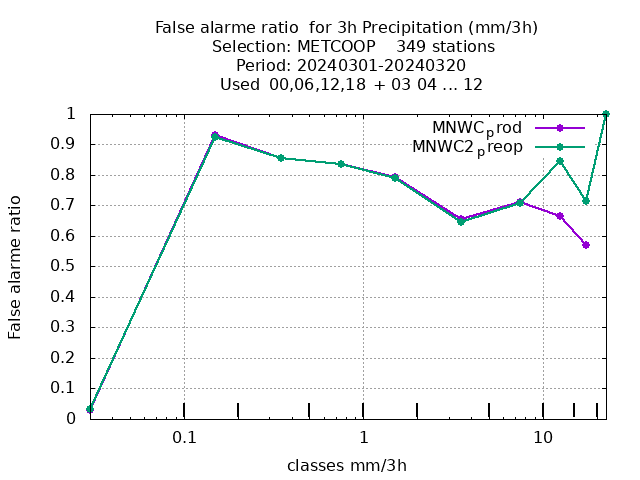 False alarme ratio  for 3h Precipitation (mm/3h)
Selection: METCOOP    349 stations
Period: 20240301-20240320
Used 00,06,12,18 + 03 04 ... 12
1
0.9
0.8
0.7
0.6
0.5
0.4
0.3
0.2
0.1
0
False alarme ratio
MNWCprod
MNWC2preop
0.1
1
10
classes mm/3h